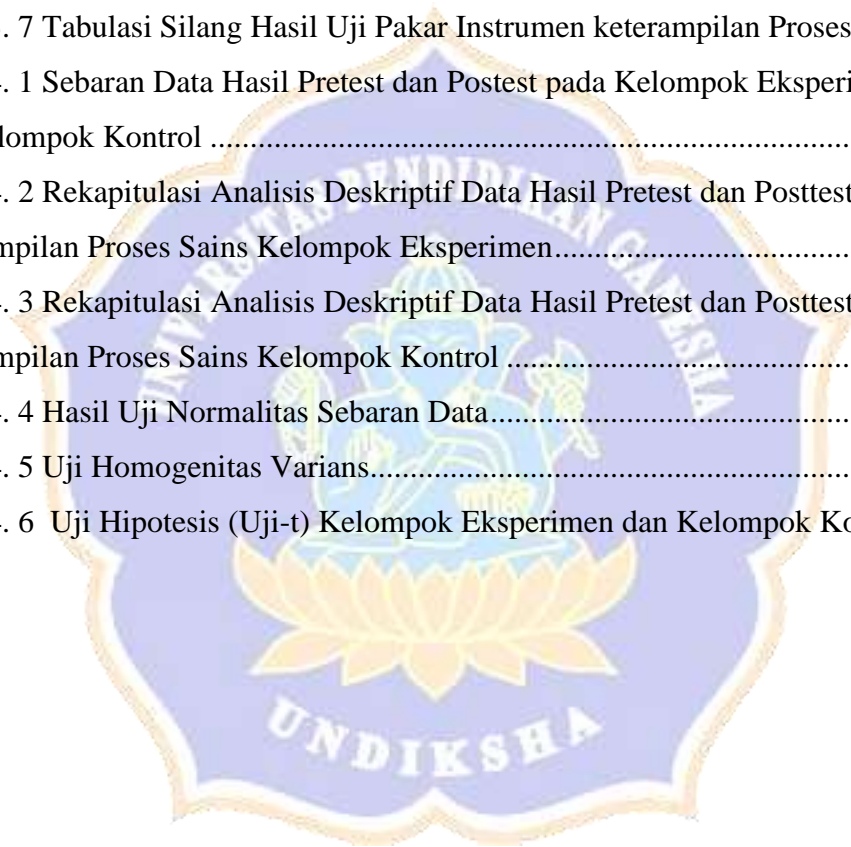 . 7 Tabulasi Silang Hasil Uji Pakar Instrumen keterampilan Proses
. 1 Sebaran Data Hasil Pretest dan Postest pada Kelompok Eksperi
lompok Kontrol ....................................................................................
. 2 Rekapitulasi Analisis Deskriptif Data Hasil Pretest dan Posttest
mpilan Proses Sains Kelompok Eksperimen.......................................
. 3 Rekapitulasi Analisis Deskriptif Data Hasil Pretest dan Posttest
mpilan Proses Sains Kelompok Kontrol .............................................
. 4 Hasil Uji Normalitas Sebaran Data...............................................
. 5 Uji Homogenitas Varians...............................................................
. 6 Uji Hipotesis (Uji-t) Kelompok Eksperimen dan Kelompok Ko
UNIVERSITAS PENDIDIKAN GANESHA
UNDIKSHA